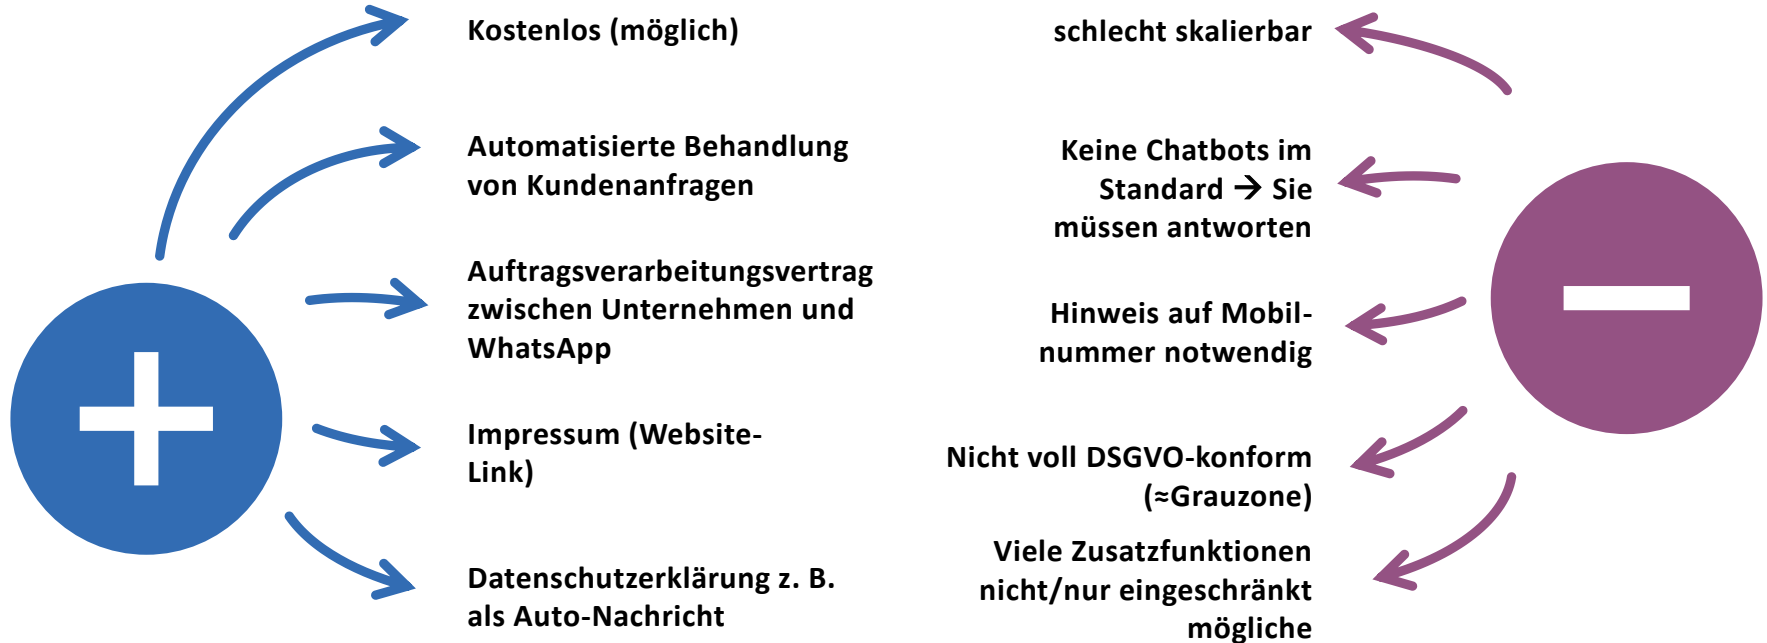 Kostenlos (möglich)
Automatisierte Behandlung
von Kundenanfragen
Auftragsverarbeitungsvertrag
zwischen Unternehmen und
WhatsApp
Impressum (Website-
Link)
Datenschutzerklärung z. B.
als Auto-Nachricht
schlecht skalierbar
Keine Chatbots im
Standard → Sie
müssen antworten
Hinweis auf Mobil-
nummer notwendig
Nicht voll DSGVO-konform
(≈Grauzone)
Viele Zusatzfunktionen
nicht/nur eingeschränkt
mögliche